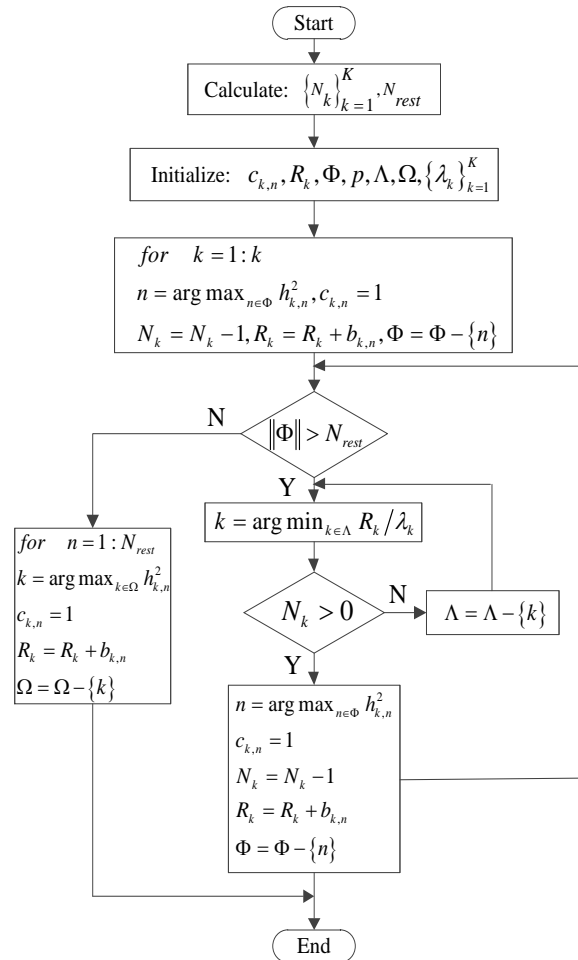 Start
Calculate: {N_k}_{k=1}^K, N_rest
Initialize: c_{k,n}, R_k, Φ, p, Λ, Ω, {λ_k}_{k=1}^K
for k=1:k
n = arg max_{n∈Φ} h_{k,n}^2, c_{k,n} = 1
N_k = N_k −1, R_k = R_k + b_{k,n}, Φ = Φ −{n}
N
‖Φ‖ > N_rest
Y
k = arg min_{k∈Λ} R_k/λ_k
for n=1:N_rest
k = arg max_{k∈Ω} h_{k,n}^2
c_{k,n} = 1
R_k = R_k + b_{k,n}
Ω = Ω −{k}
N_k > 0
N
Λ = Λ −{k}
Y
n = arg max_{n∈Φ} h_{k,n}^2
c_{k,n} = 1
N_k = N_k −1
R_k = R_k + b_{k,n}
Φ = Φ −{n}
End